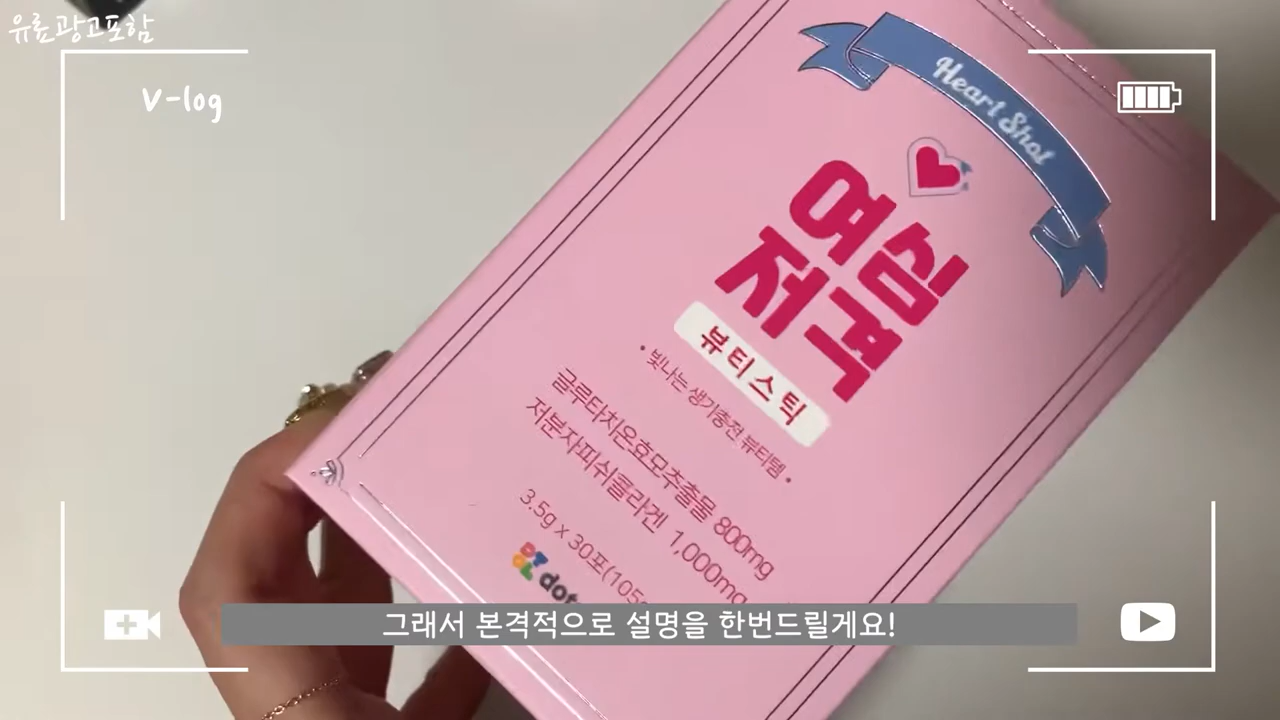 유료광고포함
V-log
Heart Shot
여심
저격
뷰티스틱
• 빛나는 생기충전 뷰티템 •
글루타치온효모추출물 800mg
저분자피쉬콜라겐 1,000mg
3.5g x 30포(105
dot
그래서 본격적으로 설명을 한번드릴게요!